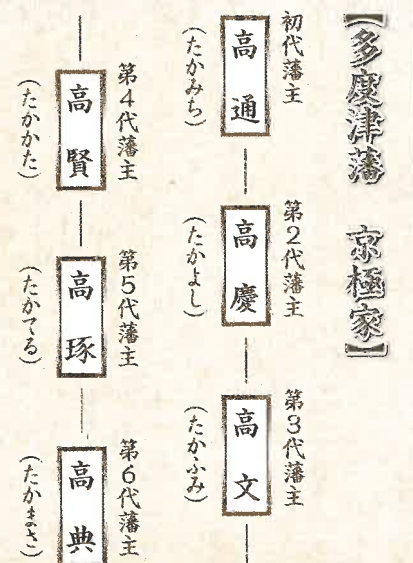 【多度津藩 京極家】
初代藩主
高通
(たかみち)
第2代藩主
高慶
(たかよし)
第3代藩主
高文
(たかふみ)
第4代藩主
高賢
(たかかた)
第5代藩主
高琢
(たかてる)
第6代藩主
高典
(たかまさ)